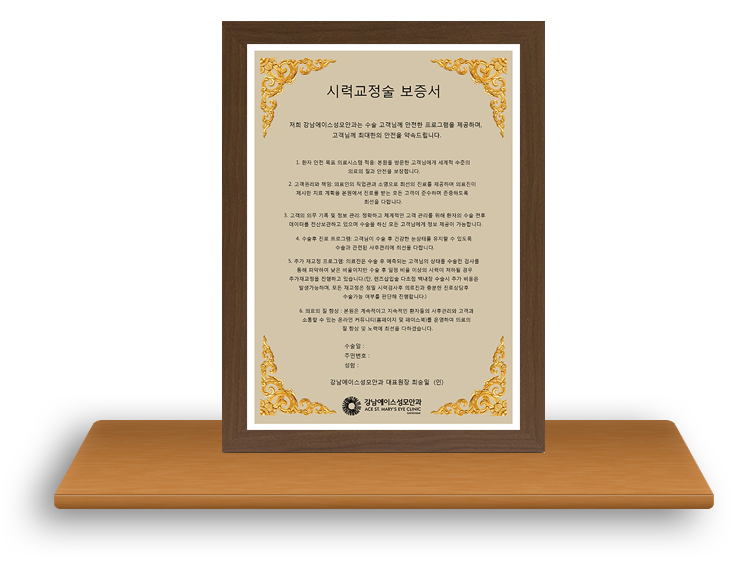 시력교정술 보증서
저희 강남에이스성모안과는 수술 고객님께 안전한 프로그램을 제공하며,
고객님께 최대한의 안전을 약속드립니다.
1. 환자 안전 목표 의료시스템 적용: 본원을 방문한 고객님에게 세계적 수준의
의료의 질과 안전을 보장합니다.
2. 고객권리와 책임: 의료인의 직업관과 소명으로 최선의 진료를 제공하며 의료진이
제시한 치료 계획을 본원에서 진료를 받는 모든 고객이 준수하며 존중하도록
최선을 다합니다.
3. 고객의 의무 기록 및 정보 관리: 정확하고 체계적인 고객 관리를 위해 환자의 수술 전후
데이터를 전산보관하고 있으며 수술을 하신 모든 고객님에게 정보 제공이 가능합니다.
4. 수술후 진료 프로그램: 고객님이 수술 후 건강한 눈상태를 유지할 수 있도록
수술과 관련된 사후관리에 최선을 다합니다.
5. 추가 재교정 프로그램: 의료진은 수술 후 예측되는 고객님의 상태를 수술전 검사를
통해 파악하여 낮은 비율이지만 수술 후 일정 비율 이상의 시력이 저하될 경우
추가재교정을 진행하고 있습니다.(단, 렌즈삽입술 다초점 백내장 수술시 추가 비용은
발생가능하며, 모든 재교정은 정밀 시력검사후 의료진과 충분한 진료상담후
수술가능 여부를 판단해 진행합니다.)
6. 의료의 질 향상 : 본원은 계속적이고 지속적인 환자들의 사후관리와 고객과
소통할 수 있는 온라인 커뮤니티(홈페이지 및 페이스북)를 운영하며 의료의
질 향상 및 노력에 최선을 다하겠습니다.
수술일 :
주민번호 :
성함 :
강남에이스성모안과 대표원장 최승일 (인)
강남에이스성모안과
ACE ST. MARY'S EYE CLINIC